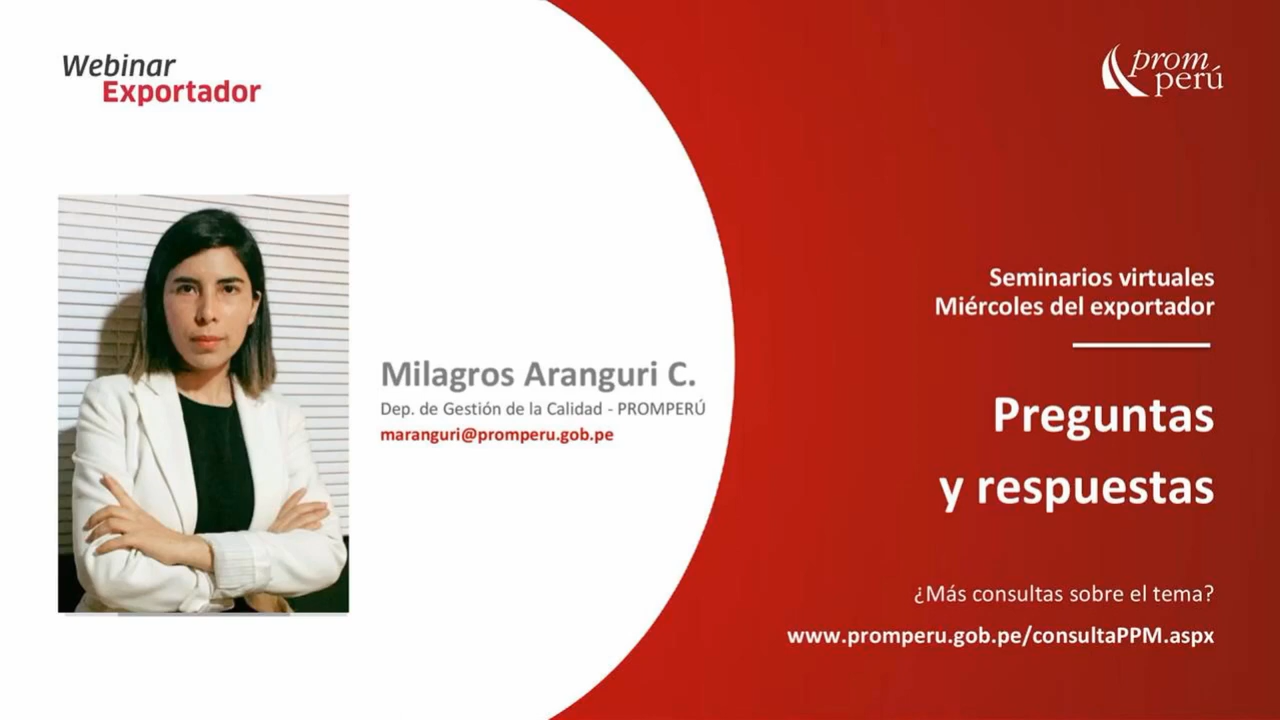 Webinar
Exportador
prom
perú
Milagros Aranguri C.
Dep. de Gestión de la Calidad - PROMPERÚ
maranguri@promperu.gob.pe
Seminarios virtuales
Miércoles del exportador
Preguntas
y respuestas
¿Más consultas sobre el tema?
www.promperu.gob.pe/consultaPPM.aspx